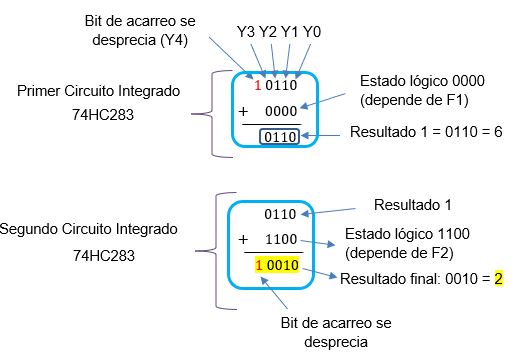 Bit de acarreo se
desprecia (Y4)
Y3 Y2 Y1 Y0
Primer Circuito Integrado
74HC283
1 0110
+ 0000
0110
Estado lógico 0000
(depende de F1)
Resultado 1 = 0110 = 6
Segundo Circuito Integrado
74HC283
0110
+ 1100
1 0010
Resultado 1
Estado lógico 1100
(depende de F2)
Resultado final: 0010 = 2
Bit de acarreo se
desprecia